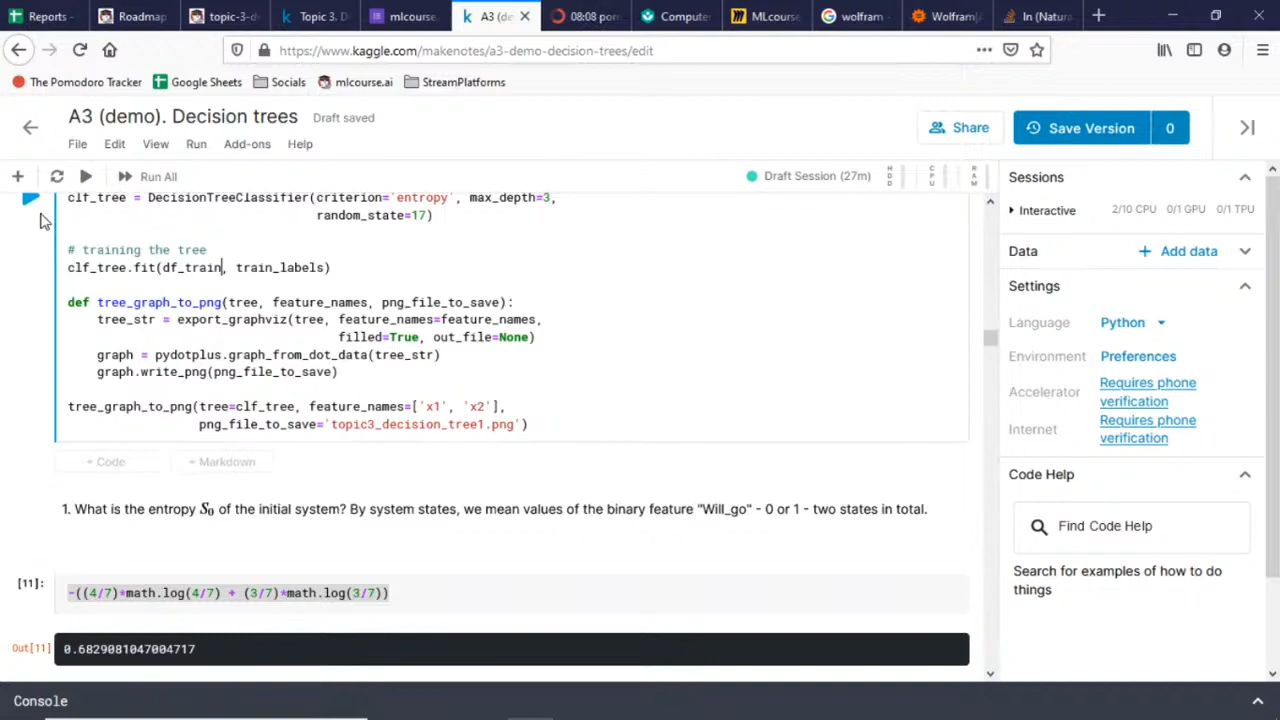 Reports -
Roadmap
topic-3-d
Topic 3. D
mlcourse.
A3 (de
08:08 pom
Compute
MLcourse
wolfram -
Wolfram|A
In (Natura
https://www.kaggle.com/makenotes/a3-demo-decision-trees/edit
The Pomodoro Tracker Google Sheets Socials mlcourse.ai StreamPlatforms
A3 (demo). Decision trees Draft saved
File Edit View Run Add-ons Help
Share
Save Version 0
Run All
Draft Session (27m)
HDD
CPU
RAM
clf_tree = DecisionTreeClassifier(criterion='entropy', max_depth=3,
random_state=17)
# training the tree
clf_tree.fit(df_train, train_labels)
def tree_graph_to_png(tree, feature_names, png_file_to_save):
tree_str = export_graphviz(tree, feature_names=feature_names,
filled=True, out_file=None)
graph = pydotplus.graph_from_dot_data(tree_str)
graph.write_png(png_file_to_save)
tree_graph_to_png(tree=clf_tree, feature_names=['x1', 'x2'],
png_file_to_save='topic3_decision_tree1.png')
+ Code + Markdown
1. What is the entropy S0 of the initial system? By system states, we mean values of the binary feature "Will_go" - 0 or 1 - two states in total.
[11]:
-((4/7)*math.log(4/7) + (3/7)*math.log(3/7))
Out[11] 0.6829081047004717
Sessions
Interactive 2/10 CPU 0/1 GPU 0/1 TPU
Data + Add data
Settings
Language Python
Environment Preferences
Accelerator Requires phone
verification
Internet Requires phone
verification
Code Help
Find Code Help
Search for examples of how to do
things
Console